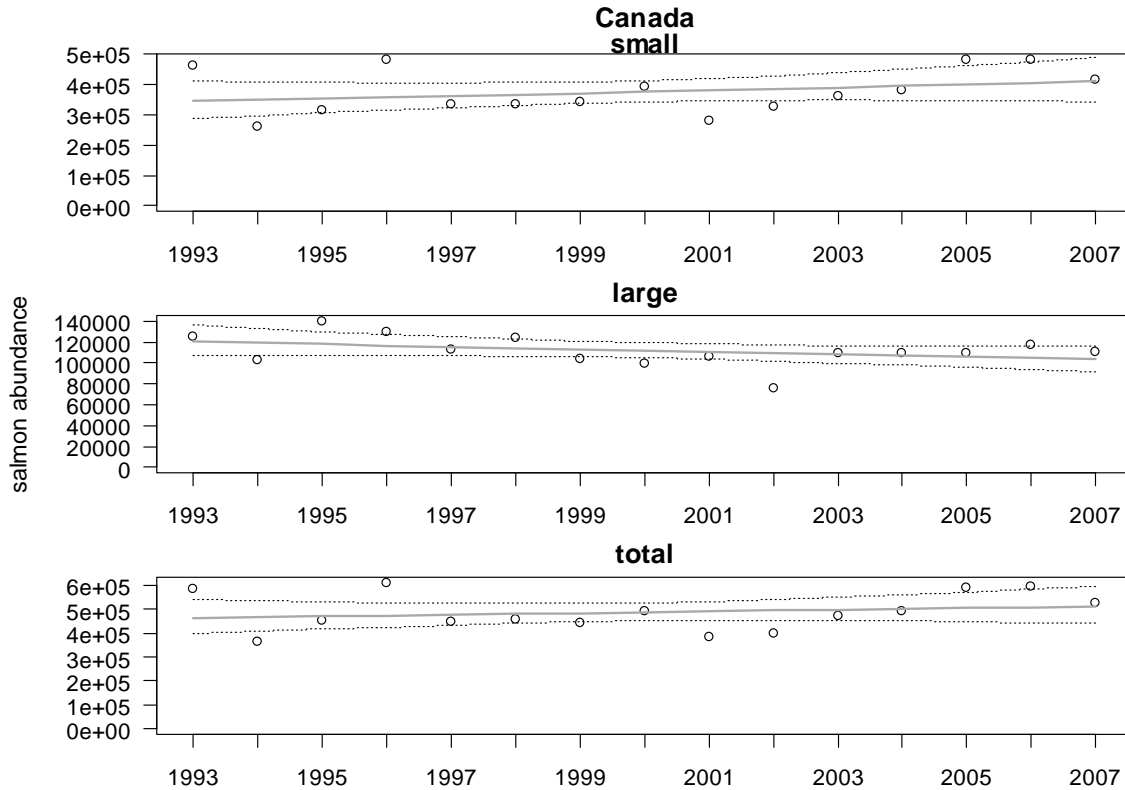 Canada
small
5e+05
4e+05
3e+05
2e+05
1e+05
0e+00
1993 1995 1997 1999 2001 2003 2005 2007
large
salmon abundance
140000
120000
100000
80000
60000
40000
20000
0
1993 1995 1997 1999 2001 2003 2005 2007
total
6e+05
5e+05
4e+05
3e+05
2e+05
1e+05
0e+00
1993 1995 1997 1999 2001 2003 2005 2007